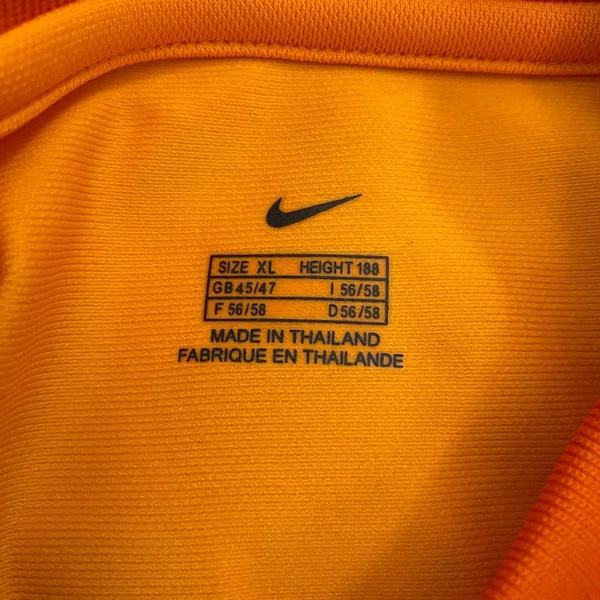 SIZE XL HEIGHT 188
GB 45/47 I 56/58
F 56/58 D 56/58
MADE IN THAILAND
FABRIQUE EN THAILANDE